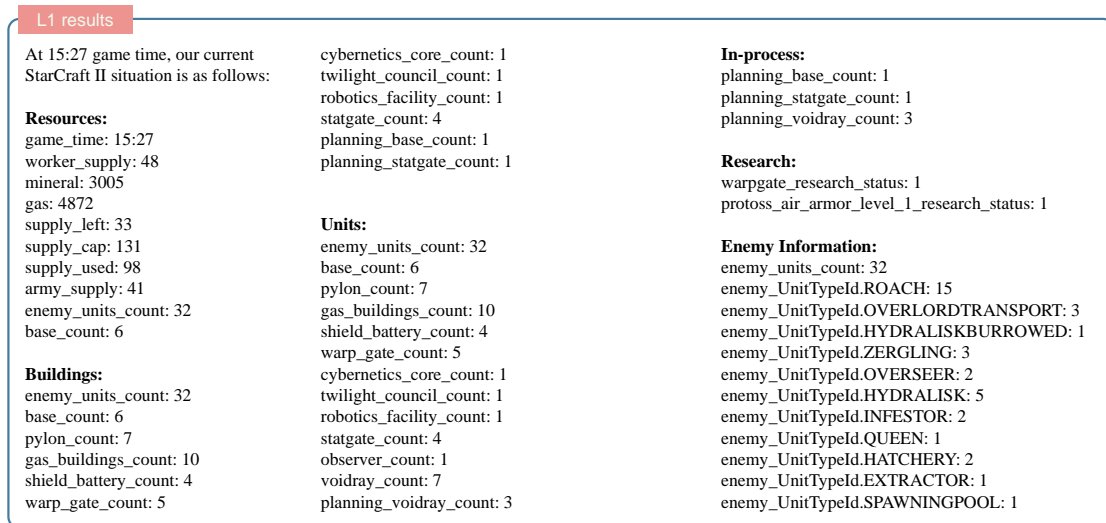 L1 results
At 15:27 game time, our current
StarCraft II situation is as follows:
Resources:
game_time: 15:27
worker_supply: 48
mineral: 3005
gas: 4872
supply_left: 33
supply_cap: 131
supply_used: 98
army_supply: 41
enemy_units_count: 32
base_count: 6
Buildings:
enemy_units_count: 32
base_count: 6
pylon_count: 7
gas_buildings_count: 10
shield_battery_count: 4
warp_gate_count: 5
cybernetics_core_count: 1
twilight_council_count: 1
robotics_facility_count: 1
statgate_count: 4
planning_base_count: 1
planning_statgate_count: 1
Units:
enemy_units_count: 32
base_count: 6
pylon_count: 7
gas_buildings_count: 10
shield_battery_count: 4
warp_gate_count: 5
cybernetics_core_count: 1
twilight_council_count: 1
robotics_facility_count: 1
statgate_count: 4
observer_count: 1
voidray_count: 7
planning_voidray_count: 3
In-process:
planning_base_count: 1
planning_statgate_count: 1
planning_voidray_count: 3
Research:
warpgate_research_status: 1
protoss_air_armor_level_1_research_status: 1
Enemy Information:
enemy_units_count: 32
enemy_UnitTypeId.ROACH: 15
enemy_UnitTypeId.OVERLORDTRANSPORT: 3
enemy_UnitTypeId.HYDRALISKBURROWED: 1
enemy_UnitTypeId.ZERGLING: 3
enemy_UnitTypeId.OVERSEER: 2
enemy_UnitTypeId.HYDRALISK: 5
enemy_UnitTypeId.INFESTOR: 2
enemy_UnitTypeId.QUEEN: 1
enemy_UnitTypeId.HATCHERY: 2
enemy_UnitTypeId.EXTRACTOR: 1
enemy_UnitTypeId.SPAWNINGPOOL: 1